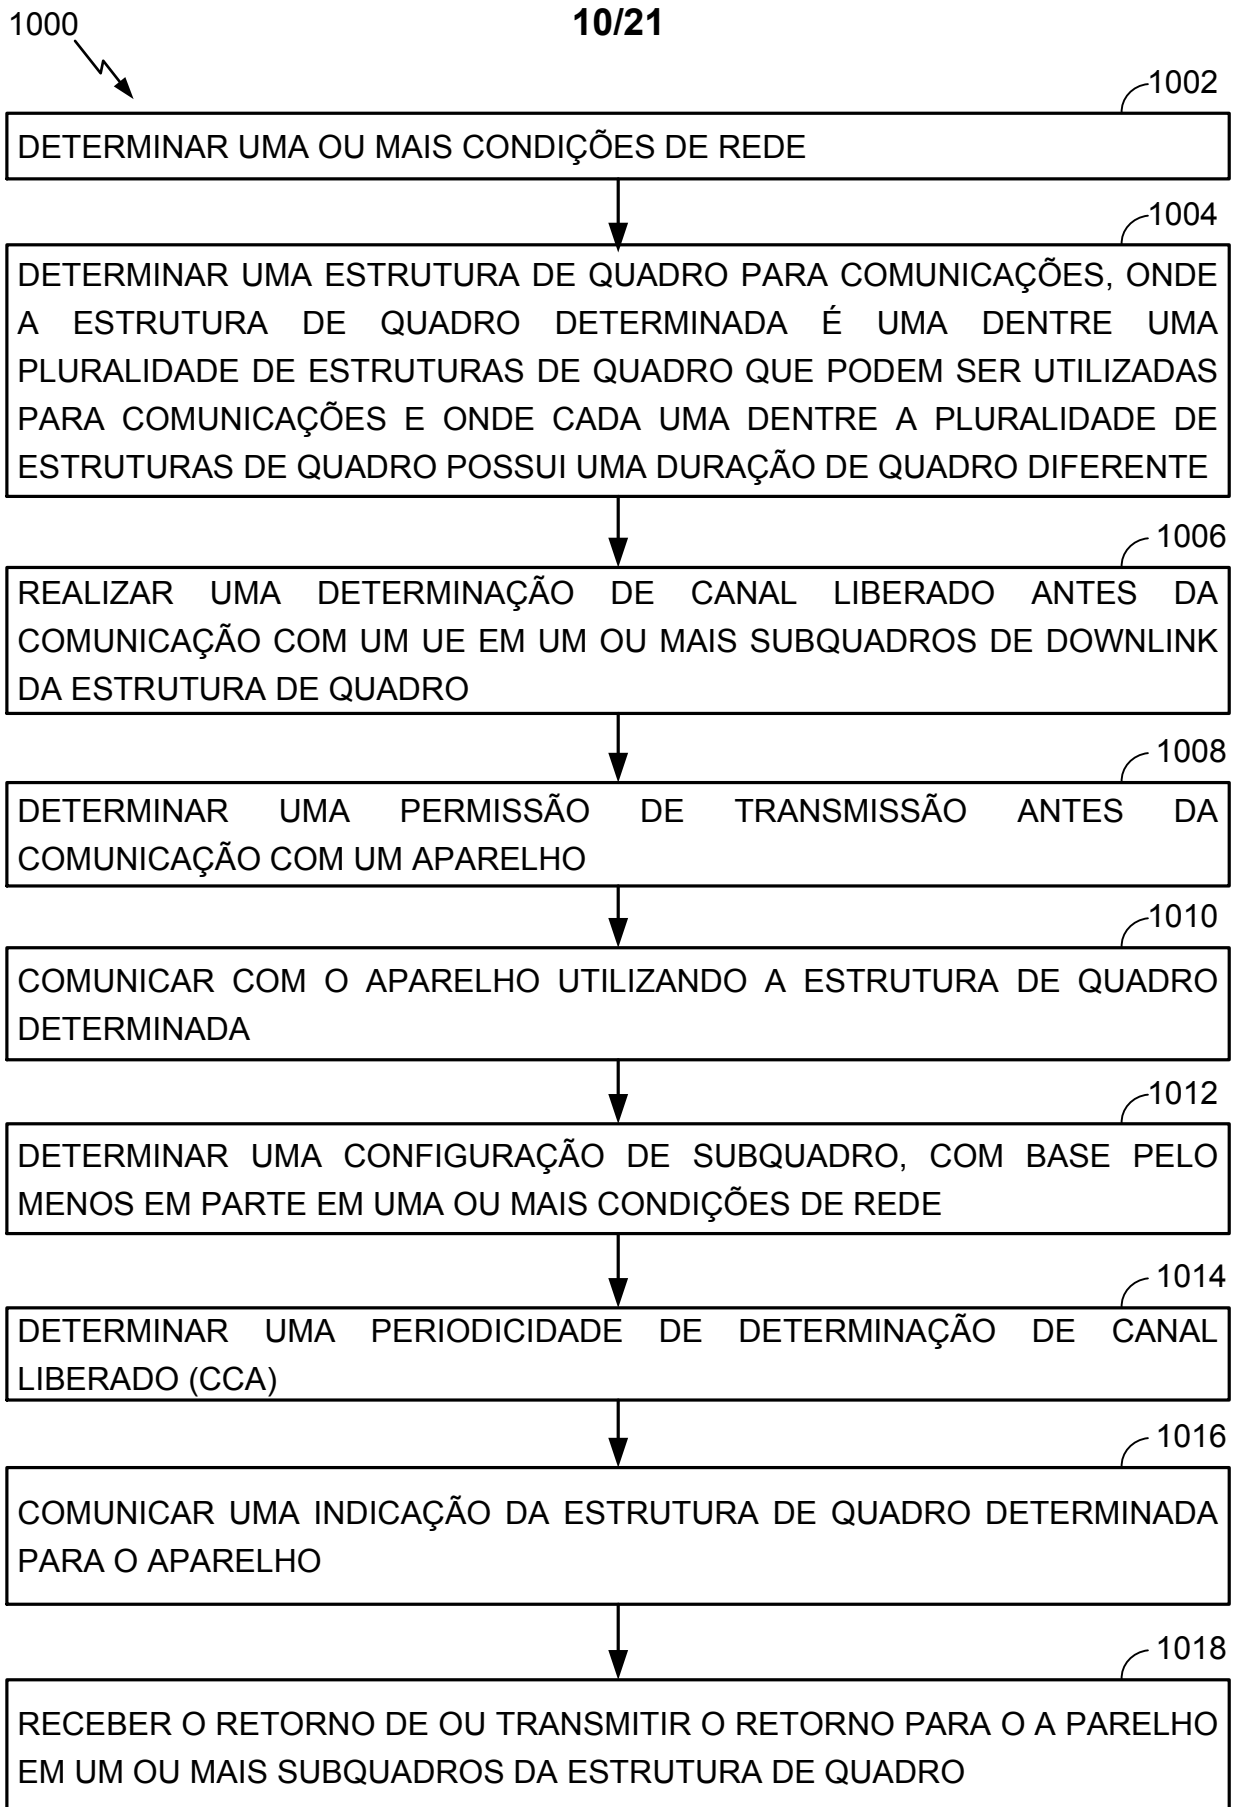 1000
10/21
1002
DETERMINAR UMA OU MAIS CONDIÇÕES DE REDE
1004
DETERMINAR UMA ESTRUTURA DE QUADRO PARA COMUNICAÇÕES, ONDE
A ESTRUTURA DE QUADRO DETERMINADA É UMA DENTRE UMA
PLURALIDADE DE ESTRUTURAS DE QUADRO QUE PODEM SER UTILIZADAS
PARA COMUNICAÇÕES E ONDE CADA UMA DENTRE A PLURALIDADE DE
ESTRUTURAS DE QUADRO POSSUI UMA DURAÇÃO DE QUADRO DIFERENTE
1006
REALIZAR UMA DETERMINAÇÃO DE CANAL LIBERADO ANTES DA
COMUNICAÇÃO COM UM UE EM UM OU MAIS SUBQUADROS DE DOWNLINK
DA ESTRUTURA DE QUADRO
1008
DETERMINAR UMA PERMISSÃO DE TRANSMISSÃO ANTES DA
COMUNICAÇÃO COM UM APARELHO
1010
COMUNICAR COM O APARELHO UTILIZANDO A ESTRUTURA DE QUADRO
DETERMINADA
1012
DETERMINAR UMA CONFIGURAÇÃO DE SUBQUADRO, COM BASE PELO
MENOS EM PARTE EM UMA OU MAIS CONDIÇÕES DE REDE
1014
DETERMINAR UMA PERIODICIDADE DE DETERMINAÇÃO DE CANAL
LIBERADO (CCA)
1016
COMUNICAR UMA INDICAÇÃO DA ESTRUTURA DE QUADRO DETERMINADA
PARA O APARELHO
1018
RECEBER O RETORNO DE OU TRANSMITIR O RETORNO PARA O A PARELHO
EM UM OU MAIS SUBQUADROS DA ESTRUTURA DE QUADRO